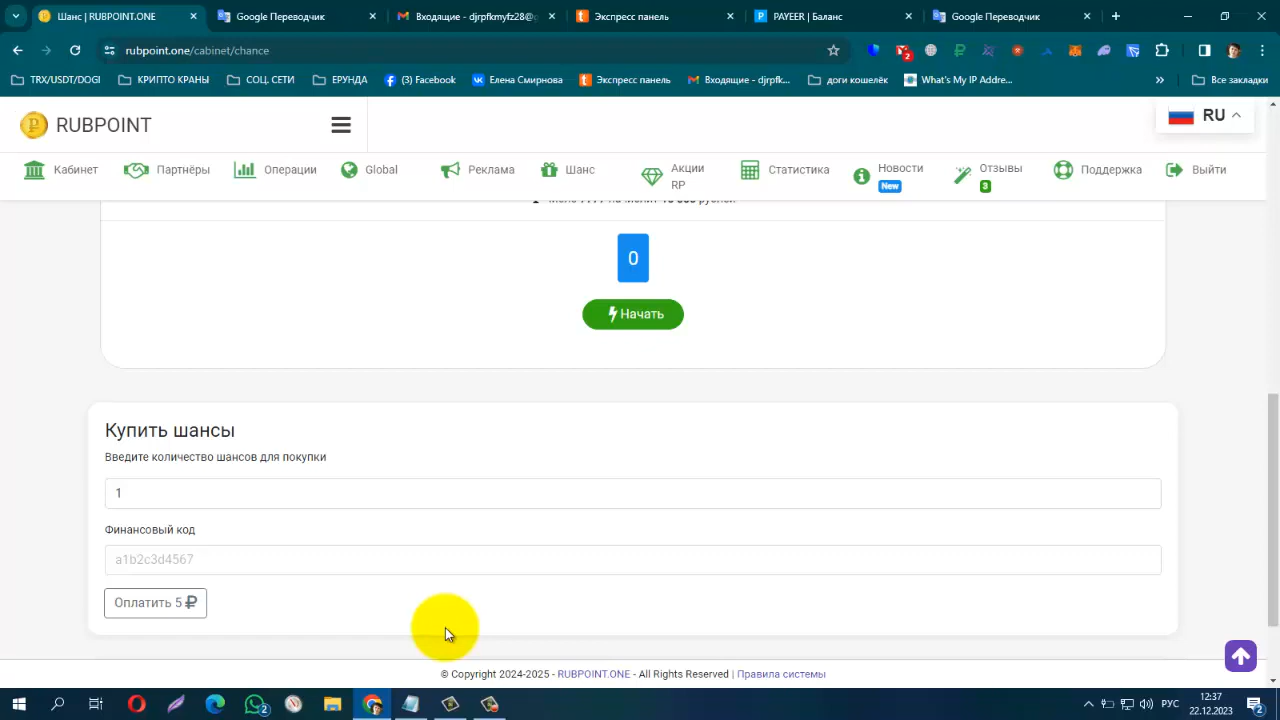 Шанс | RUBPOINT.ONE
Google Переводчик
Входящие - djrpfkmyfz28@
Экспресс панель
PAYEER | Баланс
Google Переводчик
rubpoint.one/cabinet/chance
2
TRX/USDT/DOGI
КРИПТО КРАНЫ
СОЦ. СЕТИ
ЕРУНДА
(3) Facebook
Елена Смирнова
Экспресс панель
Входящие - djrpfk...
доги кошелёк
What's My IP Addre...
Все закладки
RUBPOINT
RU
Кабинет
Партнёры
Операции
Global
Реклама
Шанс
Акции RP
Статистика
Новости
New
Отзывы
3
Поддержка
Выйти
0
Начать
Купить шансы
Введите количество шансов для покупки
1
Финансовый код
a1b2c3d4567
Оплатить 5 ₽
© Copyright 2024-2025 - RUBPOINT.ONE - All Rights Reserved | Правила системы
2
РУС
12:37
22.12.2023
2